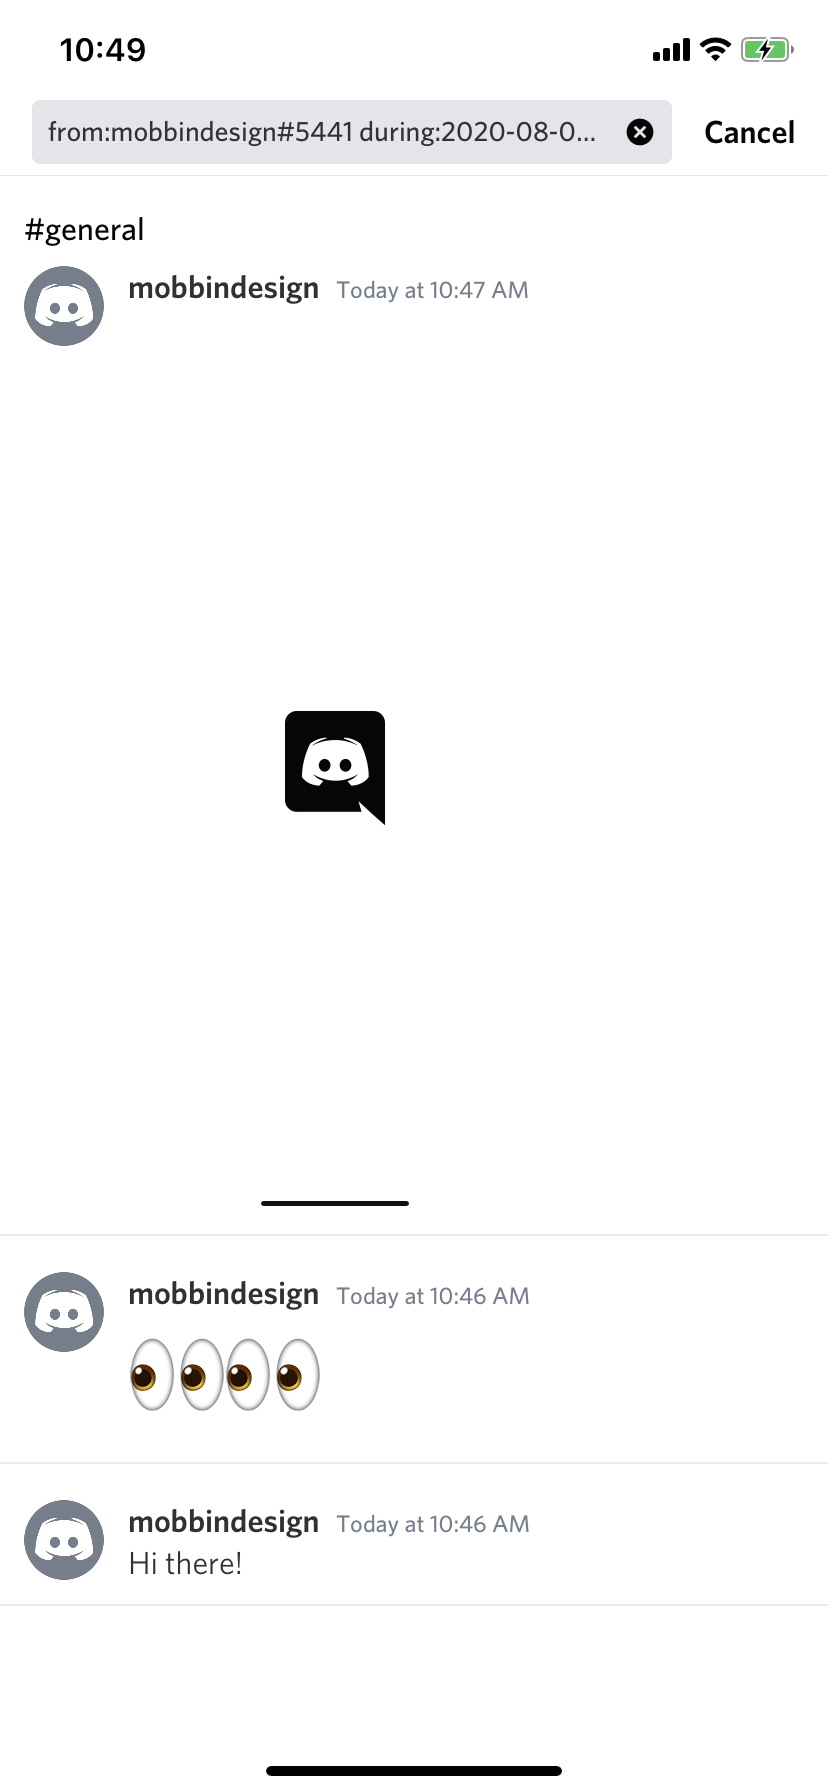 10:49
from:mobbindesign#5441 during:2020-08-0...
Cancel
#general
mobbindesign Today at 10:47 AM
mobbindesign Today at 10:46 AM
👀👀
mobbindesign Today at 10:46 AM
Hi there!